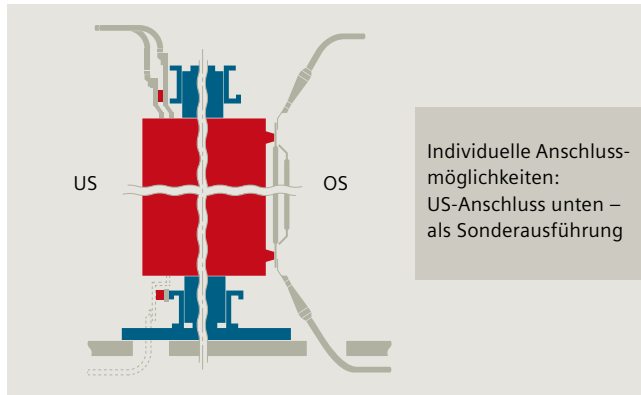 US
OS
Individuelle Anschluss-
möglichkeiten:
US-Anschluss unten –
als Sonderausführung